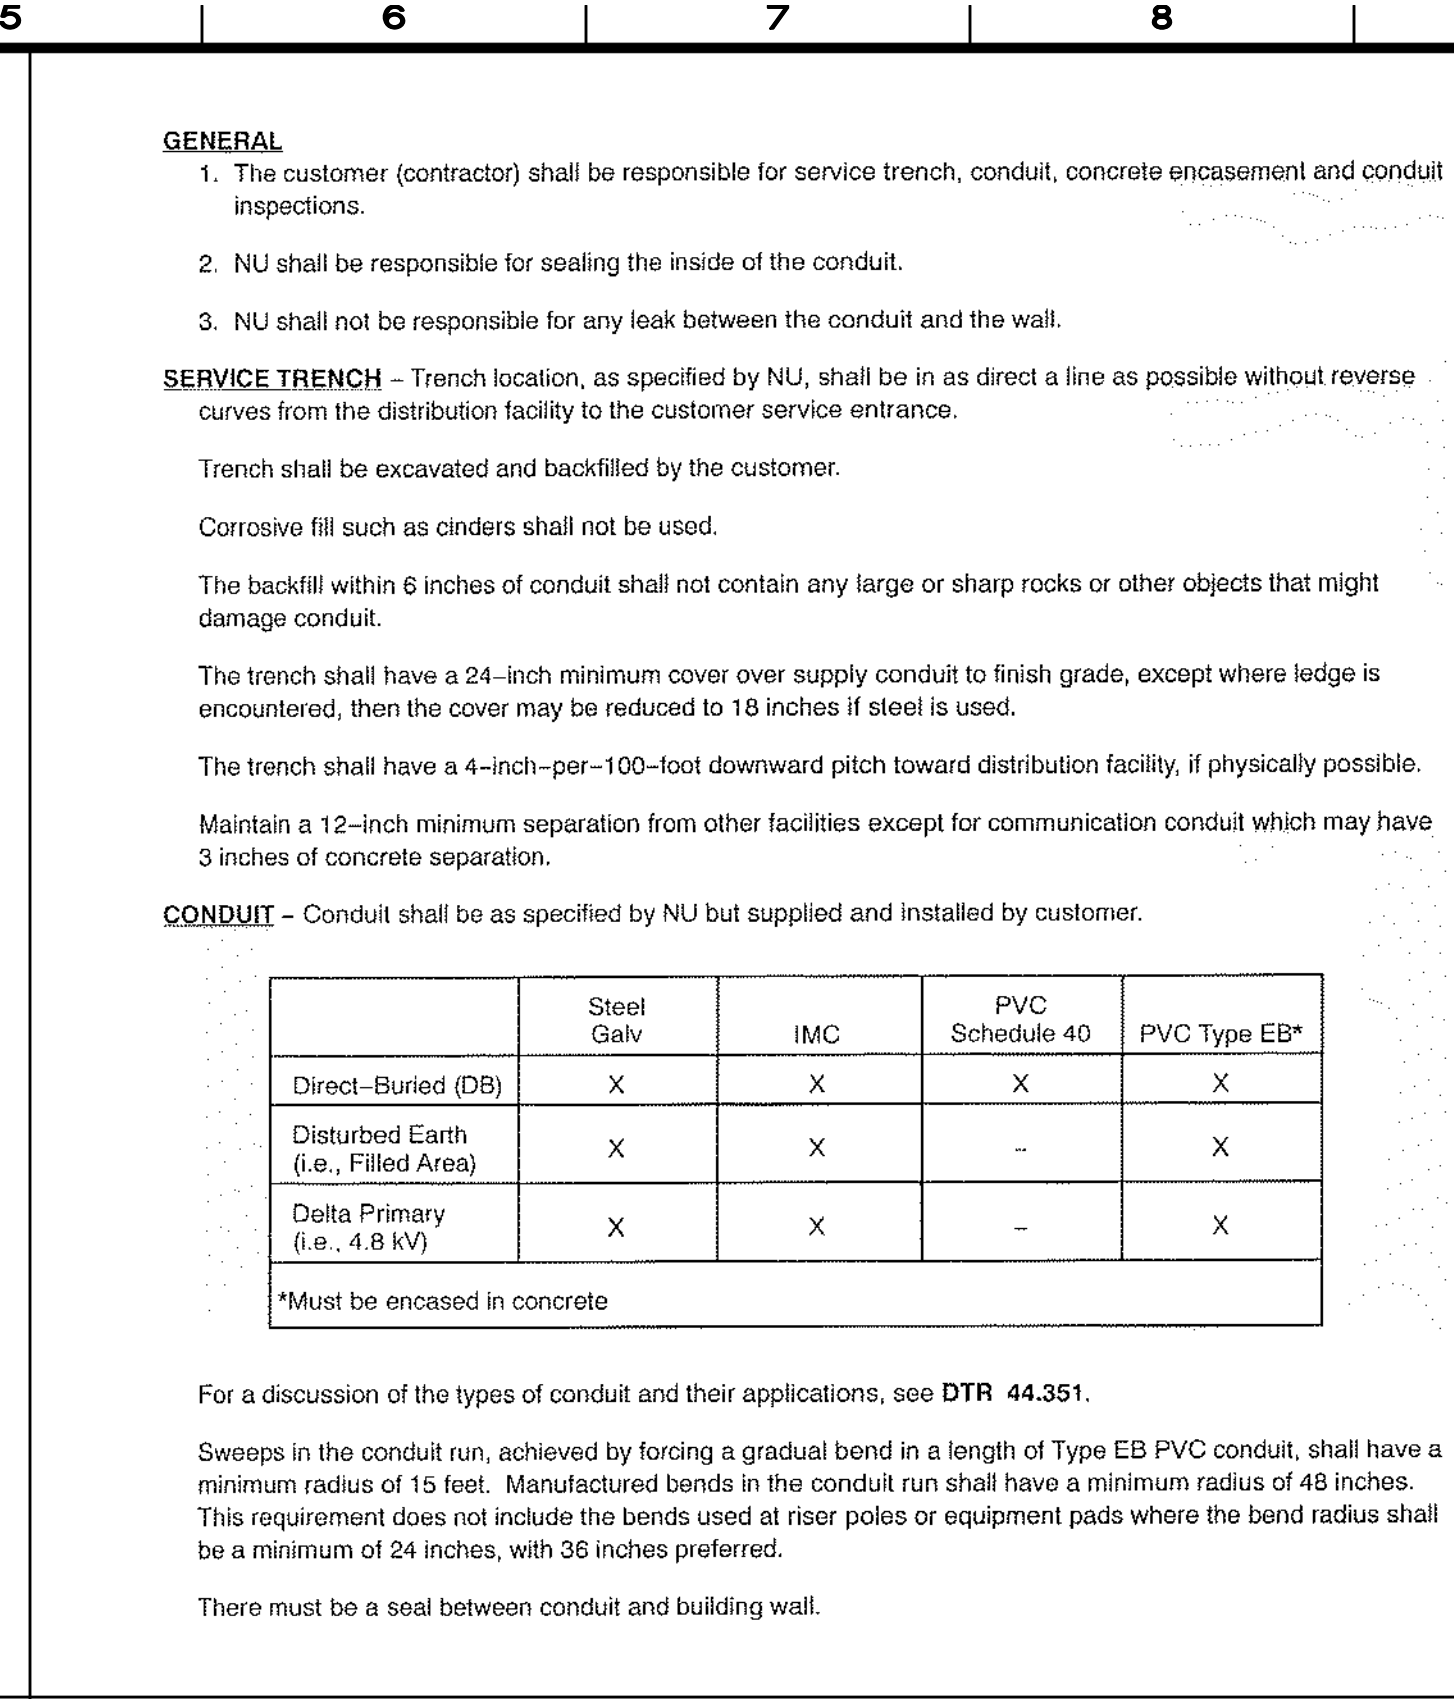 5 6 7 8
GENERAL
1. The customer (contractor) shall be responsible for service trench, conduit, concrete encasement and conduit
inspections.
2. NU shall be responsible for sealing the inside of the conduit.
3. NU shall not be responsible for any leak between the conduit and the wall.
SERVICE TRENCH – Trench location, as specified by NU, shall be in as direct a line as possible without reverse
curves from the distribution facility to the customer service entrance.
Trench shall be excavated and backfilled by the customer.
Corrosive fill such as cinders shall not be used.
The backfill within 6 inches of conduit shall not contain any large or sharp rocks or other objects that might
damage conduit.
The trench shall have a 24–inch minimum cover over supply conduit to finish grade, except where ledge is
encountered, then the cover may be reduced to 18 inches if steel is used.
The trench shall have a 4–inch–per–100–foot downward pitch toward distribution facility, if physically possible.
Maintain a 12–inch minimum separation from other facilities except for communication conduit which may have
3 inches of concrete separation.
CONDUIT – Conduit shall be as specified by NU but supplied and installed by customer.
Steel
Galv
IMC
PVC
Schedule 40
PVC Type EB*
Direct–Buried (DB) X X X X
Disturbed Earth
(i.e., Filled Area) X X – X
Delta Primary
(i.e., 4.8 kV) X X – X
*Must be encased in concrete
For a discussion of the types of conduit and their applications, see DTR 44.351.
Sweeps in the conduit run, achieved by forcing a gradual bend in a length of Type EB PVC conduit, shall have a
minimum radius of 15 feet. Manufactured bends in the conduit run shall have a minimum radius of 48 inches.
This requirement does not include the bends used at riser poles or equipment pads where the bend radius shall
be a minimum of 24 inches, with 36 inches preferred.
There must be a seal between conduit and building wall.